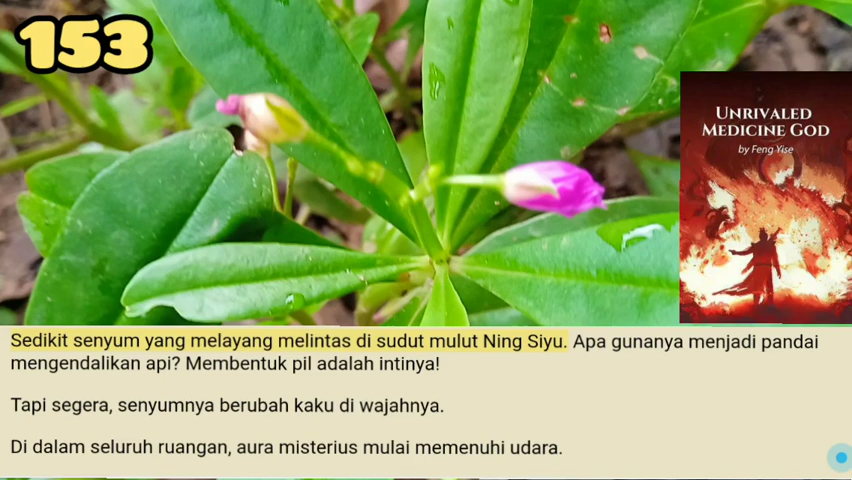 153
UNRIVALED
MEDICINE GOD
by Feng Yise
Sedikit senyum yang melayang melintas di sudut mulut Ning Siyu. Apa gunanya menjadi pandai
mengendalikan api? Membentuk pil adalah intinya!
Tapi segera, senyumnya berubah kaku di wajahnya.
Di dalam seluruh ruangan, aura misterius mulai memenuhi udara.